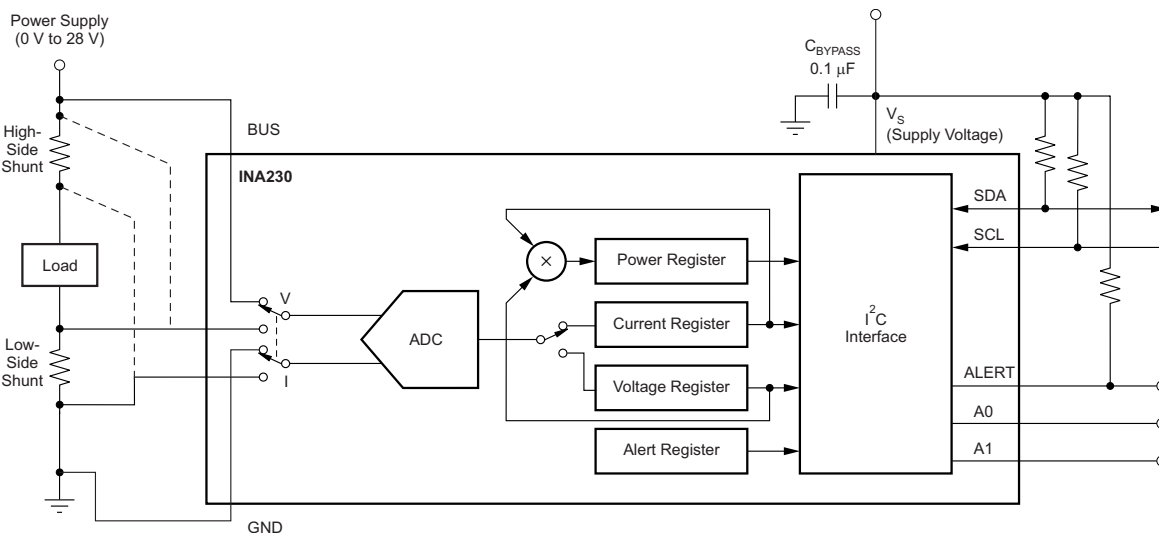 Power Supply
(0 V to 28 V)
C_BYPASS
0.1 μF
V_S
(Supply Voltage)
High-
Side
Shunt
BUS
INA230
SDA
SCL
Load
×
Power Register
V
ADC
Current Register
I²C
Interface
Low-
Side
Shunt
I
Voltage Register
ALERT
A0
Alert Register
A1
GND